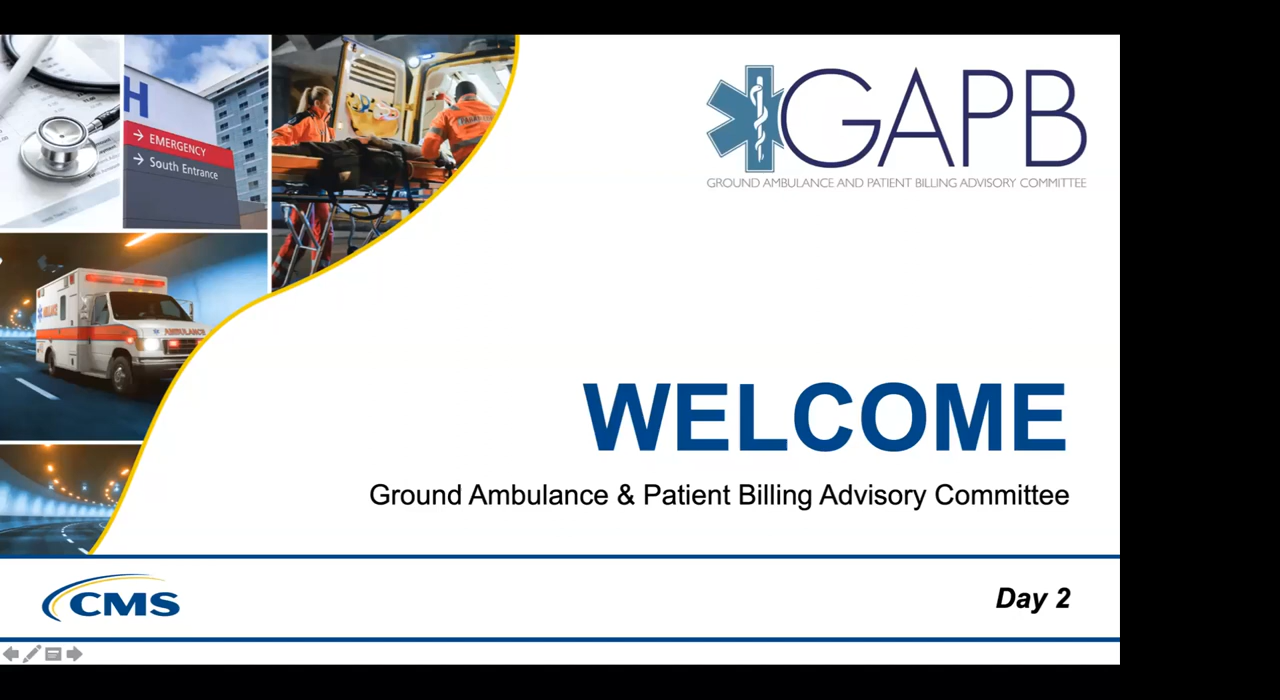 H
→ EMERGENCY
→ South Entrance
AMBULANCE
GAPB
GROUND AMBULANCE AND PATIENT BILLING ADVISORY COMMITTEE
WELCOME
Ground Ambulance & Patient Billing Advisory Committee
CMS
Day 2